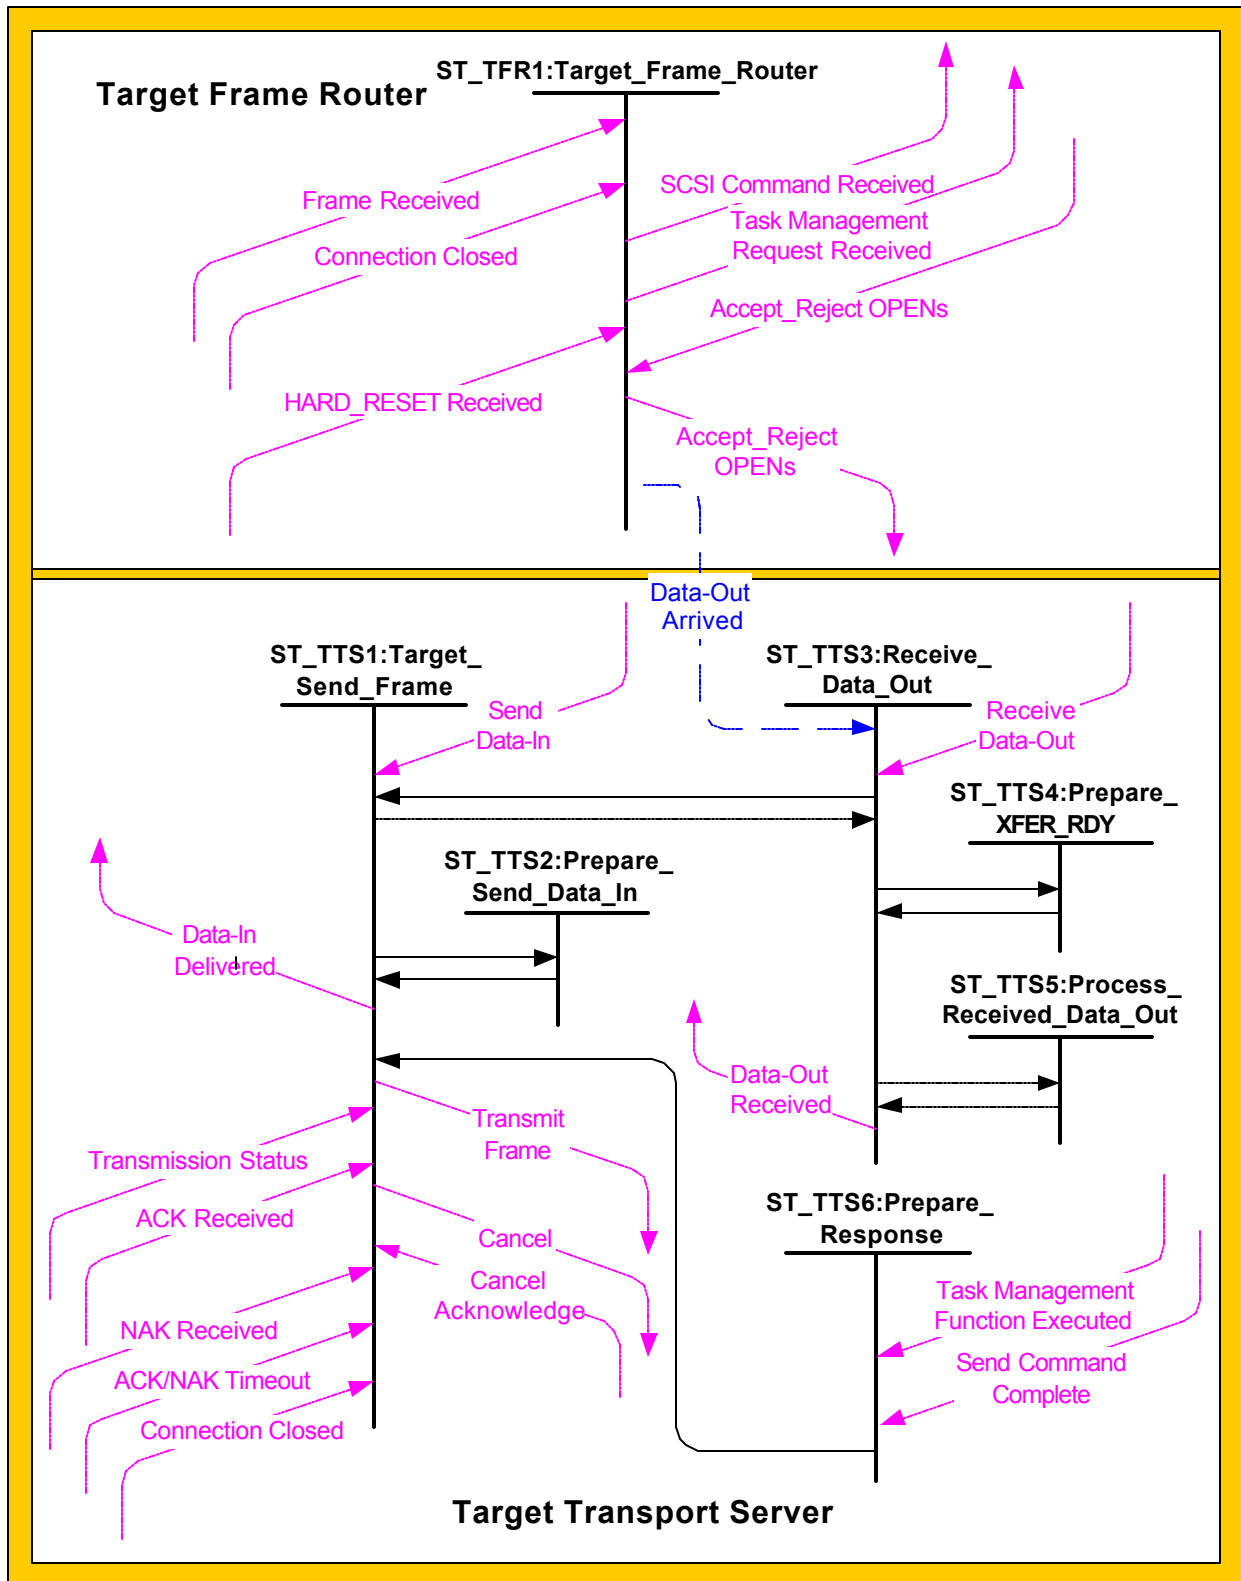 ST_TFR1:Target_Frame_Router
Target Frame Router
Frame Received
Connection Closed
SCSI Command Received
Task Management
Request Received
Accept_Reject OPENs
HARD_RESET Received
Accept_Reject
OPENs
Data-Out
Arrived
ST_TTS1:Target_
Send_Frame
Send
Data-In
ST_TTS3:Receive_
Data_Out
Receive
Data-Out
ST_TTS4:Prepare_
XFER_RDY
ST_TTS2:Prepare_
Send_Data_In
Data-In
Delivered
ST_TTS5:Process_
Received_Data_Out
Data-Out
Received
Transmit
Frame
Transmission Status
ACK Received
Cancel
Cancel
Acknowledge
NAK Received
ACK/NAK Timeout
Connection Closed
ST_TTS6:Prepare_
Response
Task Management
Function Executed
Send Command
Complete
Target Transport Server